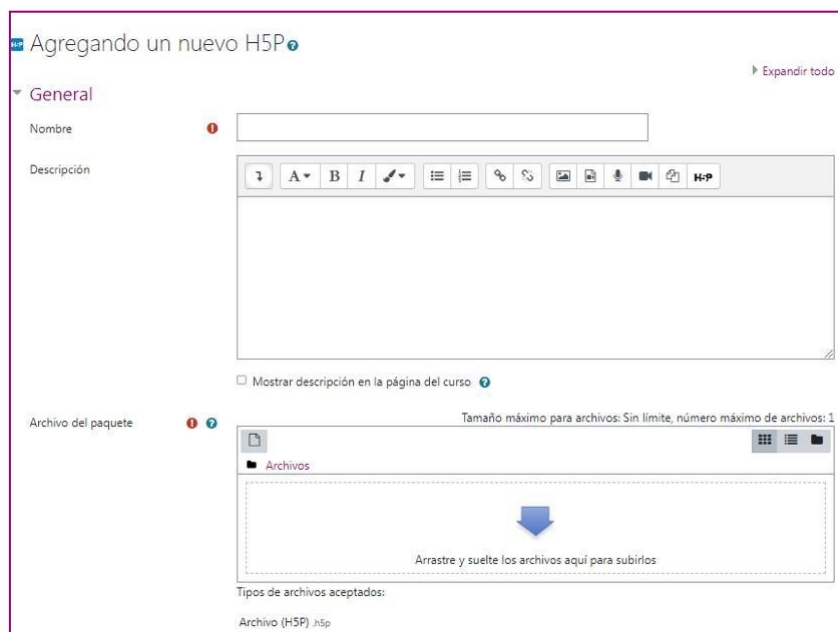 H-P Agregando un nuevo H5P
Expandir todo
General
Nombre
Descripción
A B I H-P
Mostrar descripción en la página del curso
Archivo del paquete
Tamaño máximo para archivos: Sin límite, número máximo de archivos: 1
Archivos
Arrastre y suelte los archivos aquí para subirlos
Tipos de archivos aceptados:
Archivo (H5P) .h5p